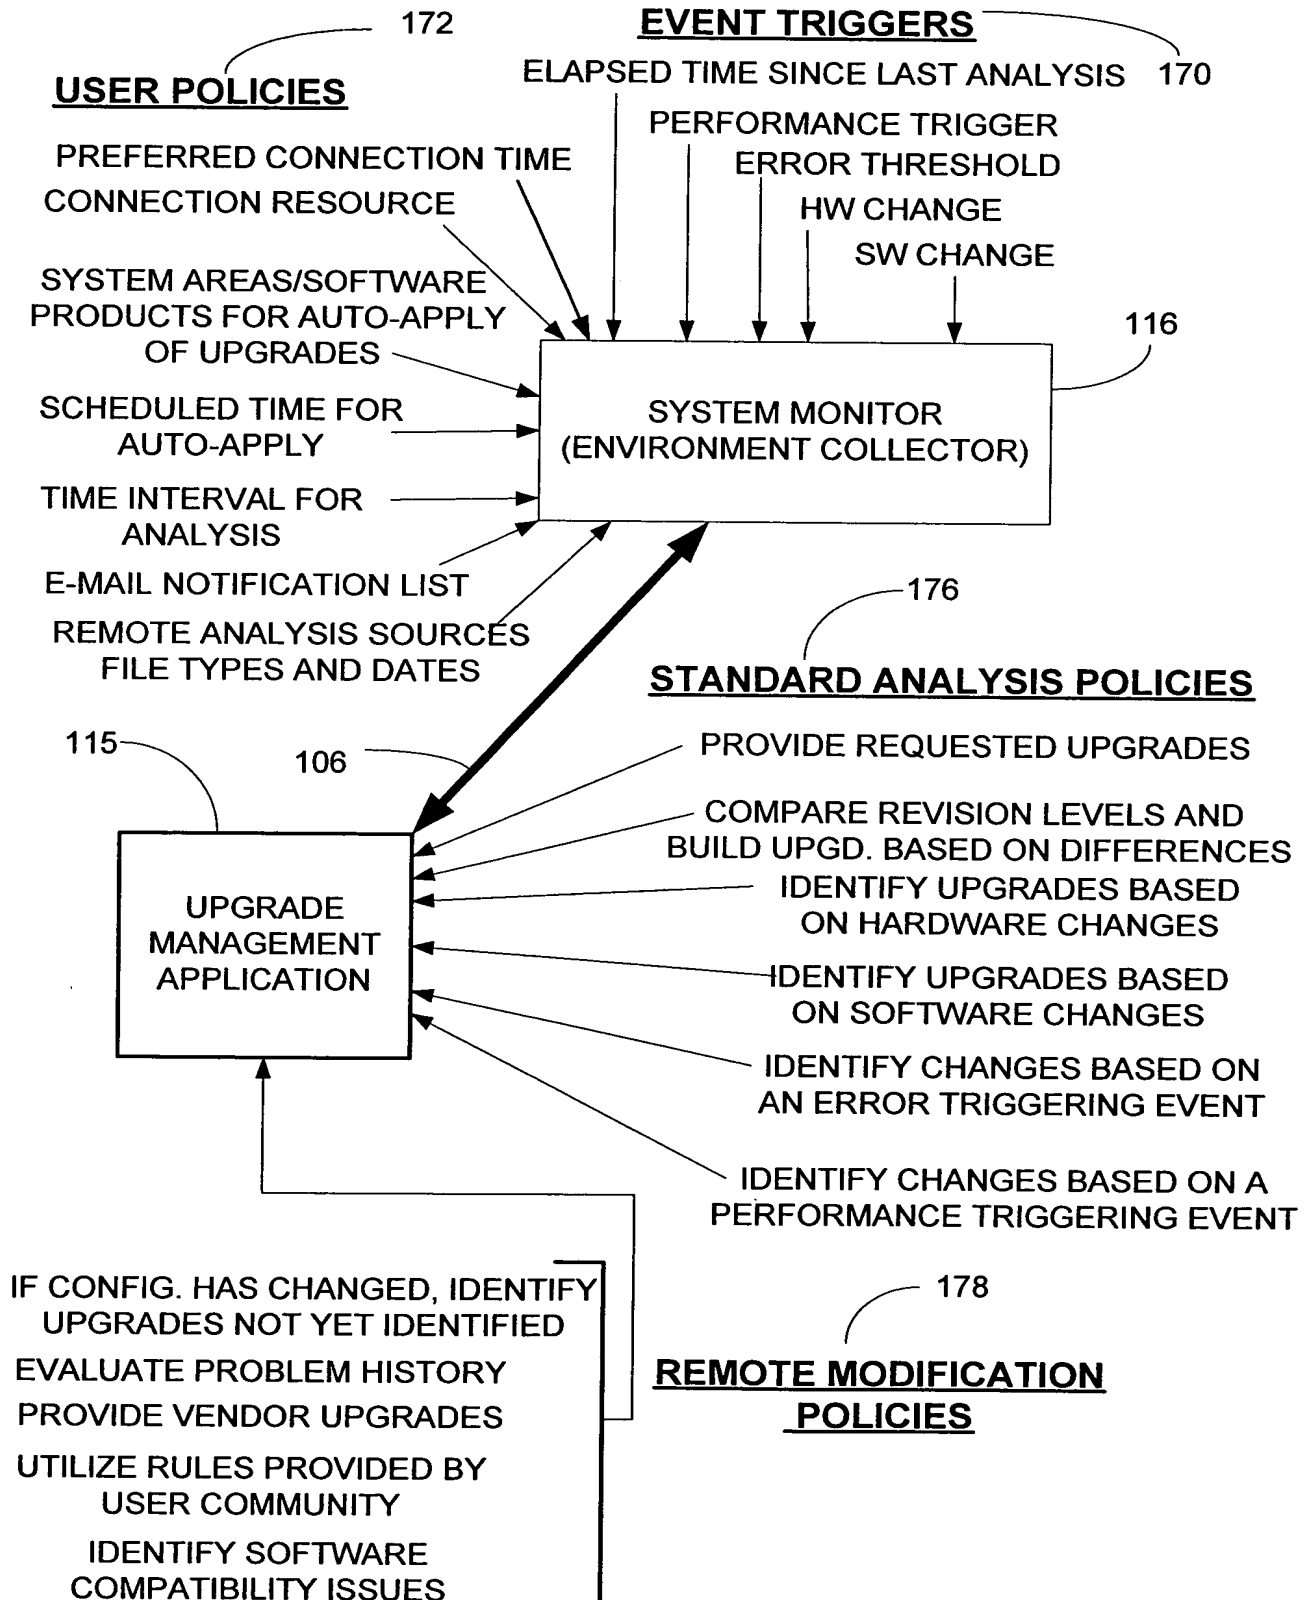 172
EVENT TRIGGERS
ELAPSED TIME SINCE LAST ANALYSIS
170
USER POLICIES
PERFORMANCE TRIGGER
PREFERRED CONNECTION TIME
ERROR THRESHOLD
CONNECTION RESOURCE
HW CHANGE
SW CHANGE
SYSTEM AREAS/SOFTWARE
PRODUCTS FOR AUTO-APPLY
OF UPGRADES
116
SCHEDULED TIME FOR
AUTO-APPLY
SYSTEM MONITOR
(ENVIRONMENT COLLECTOR)
TIME INTERVAL FOR
ANALYSIS
E-MAIL NOTIFICATION LIST
REMOTE ANALYSIS SOURCES
FILE TYPES AND DATES
176
STANDARD ANALYSIS POLICIES
115
106
PROVIDE REQUESTED UPGRADES
COMPARE REVISION LEVELS AND
BUILD UPGD. BASED ON DIFFERENCES
IDENTIFY UPGRADES BASED
ON HARDWARE CHANGES
UPGRADE
MANAGEMENT
APPLICATION
IDENTIFY UPGRADES BASED
ON SOFTWARE CHANGES
IDENTIFY CHANGES BASED ON
AN ERROR TRIGGERING EVENT
IDENTIFY CHANGES BASED ON A
PERFORMANCE TRIGGERING EVENT
IF CONFIG. HAS CHANGED, IDENTIFY
UPGRADES NOT YET IDENTIFIED
EVALUATE PROBLEM HISTORY
PROVIDE VENDOR UPGRADES
UTILIZE RULES PROVIDED BY
USER COMMUNITY
IDENTIFY SOFTWARE
COMPATIBILITY ISSUES
178
REMOTE MODIFICATION
POLICIES